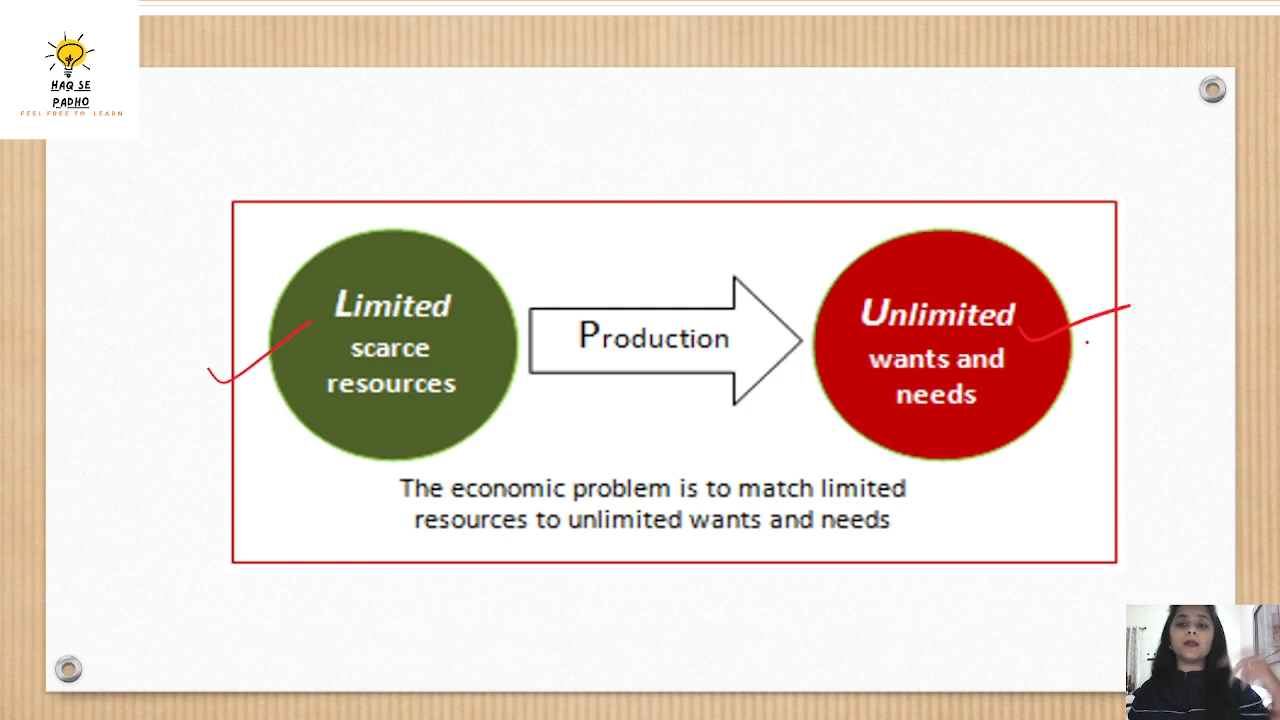 HAQ SE
PADHO
FEEL FREE TO LEARN
Limited
scarce
resources
Production
Unlimited
wants and
needs
The economic problem is to match limited
resources to unlimited wants and needs